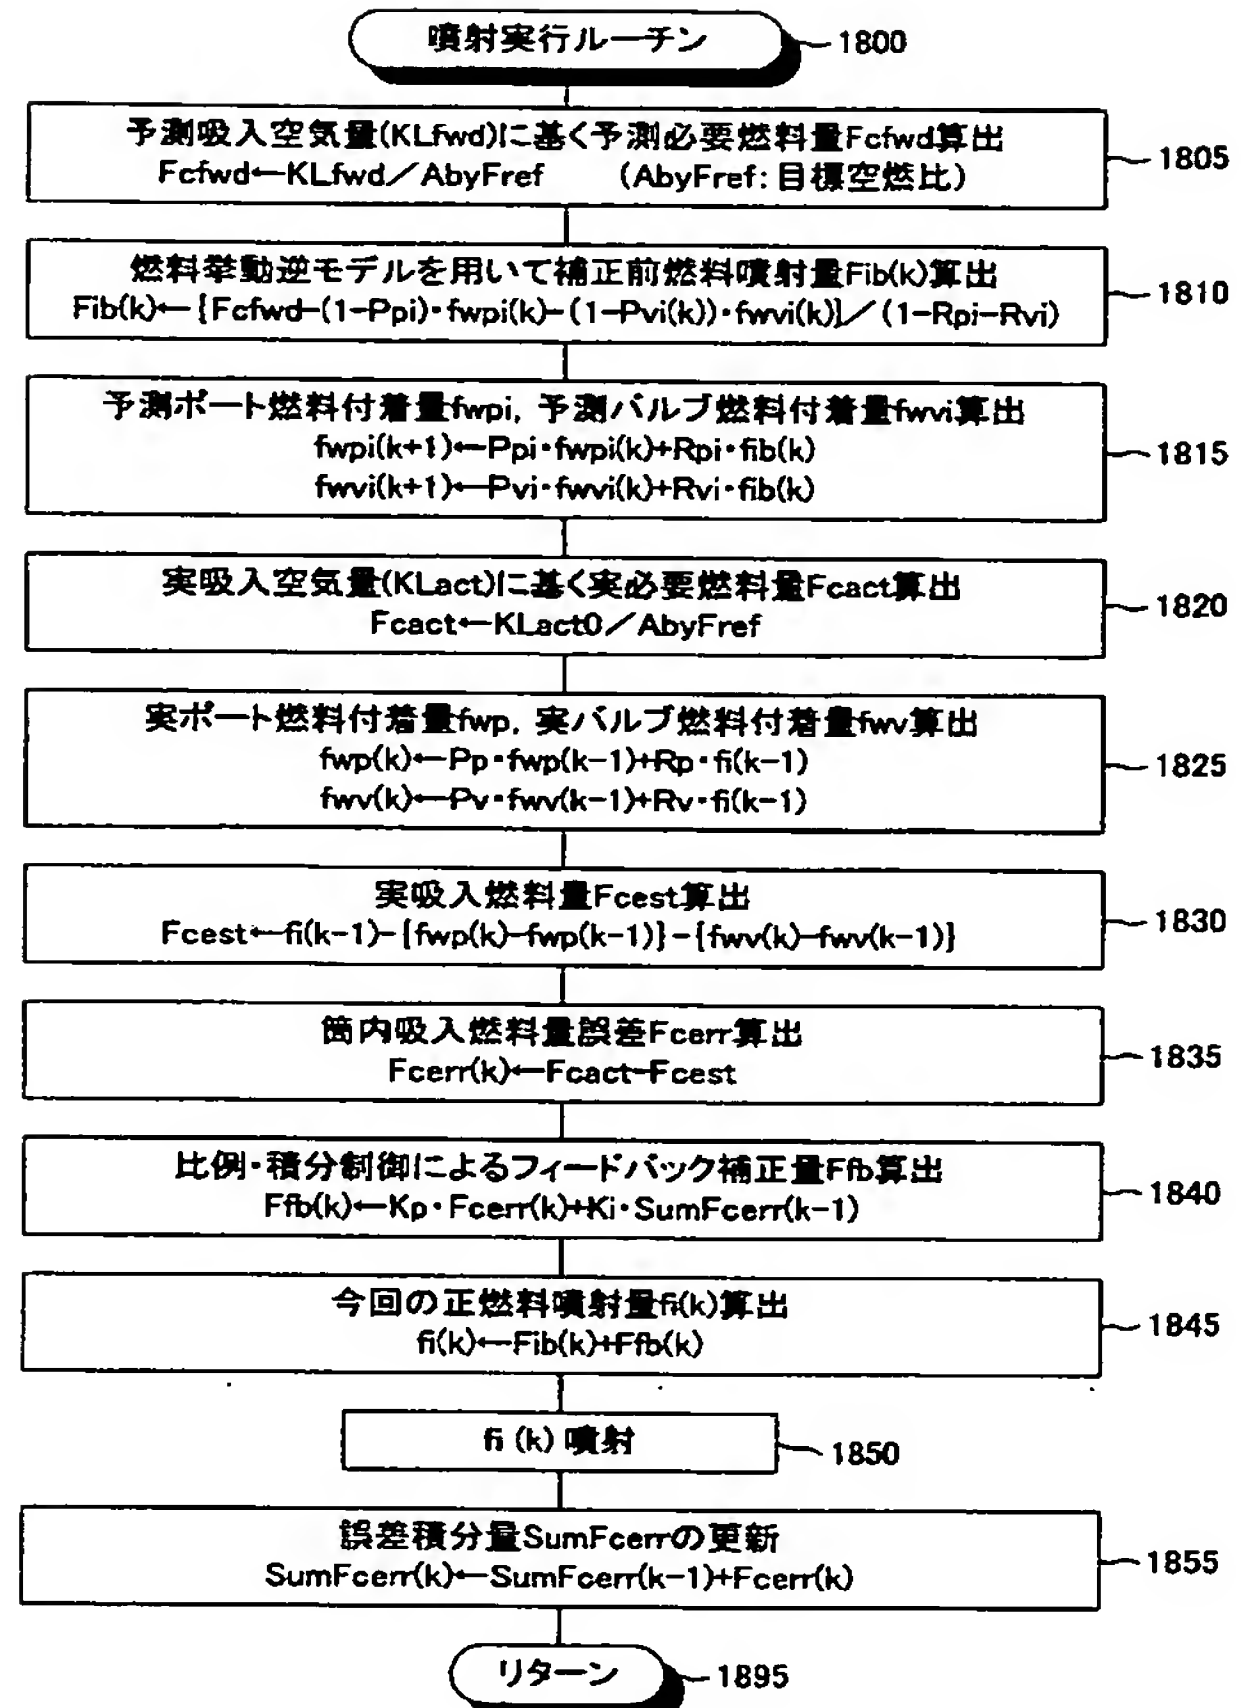 噴射実行ルーチン 1800
予測吸入空気量(KLfwd)に基く予測必要燃料量Fcfwd算出
Fcfwd←KLfwd/AbyFref (AbyFref:目標空燃比)
1805
燃料挙動逆モデルを用いて補正前燃料噴射量Fib(k)算出
Fib(k)←{Fcfwd-(1-Ppi)・fwpi(k)-(1-Pvi(k))・fwvi(k)}/(1-Rpi-Rvi)
1810
予測ポート燃料付着量fwpi, 予測バルブ燃料付着量fwvi算出
fwpi(k+1)←Ppi・fwpi(k)+Rpi・fib(k)
fwvi(k+1)←Pvi・fwvi(k)+Rvi・fib(k)
1815
実吸入空気量(KLact)に基く実必要燃料量Fcact算出
Fcact←KLact0/AbyFref
1820
実ポート燃料付着量fwp, 実バルブ燃料付着量fwv算出
fwp(k)←Pp・fwp(k-1)+Rp・fi(k-1)
fwv(k)←Pv・fwv(k-1)+Rv・fi(k-1)
1825
実吸入燃料量Fcest算出
Fcest←fi(k-1)-{fwp(k)-fwp(k-1)}-{fwv(k)-fwv(k-1)}
1830
筒内吸入燃料量誤差Fcerr算出
Fcerr(k)←Fcact-Fcest
1835
比例・積分制御によるフィードバック補正量Ffb算出
Ffb(k)←Kp・Fcerr(k)+Ki・SumFcerr(k-1)
1840
今回の正燃料噴射量fi(k)算出
fi(k)←Fib(k)+Ffb(k)
1845
fi (k) 噴射
1850
誤差積分量SumFcerrの更新
SumFcerr(k)←SumFcerr(k-1)+Fcerr(k)
1855
リターン 1895